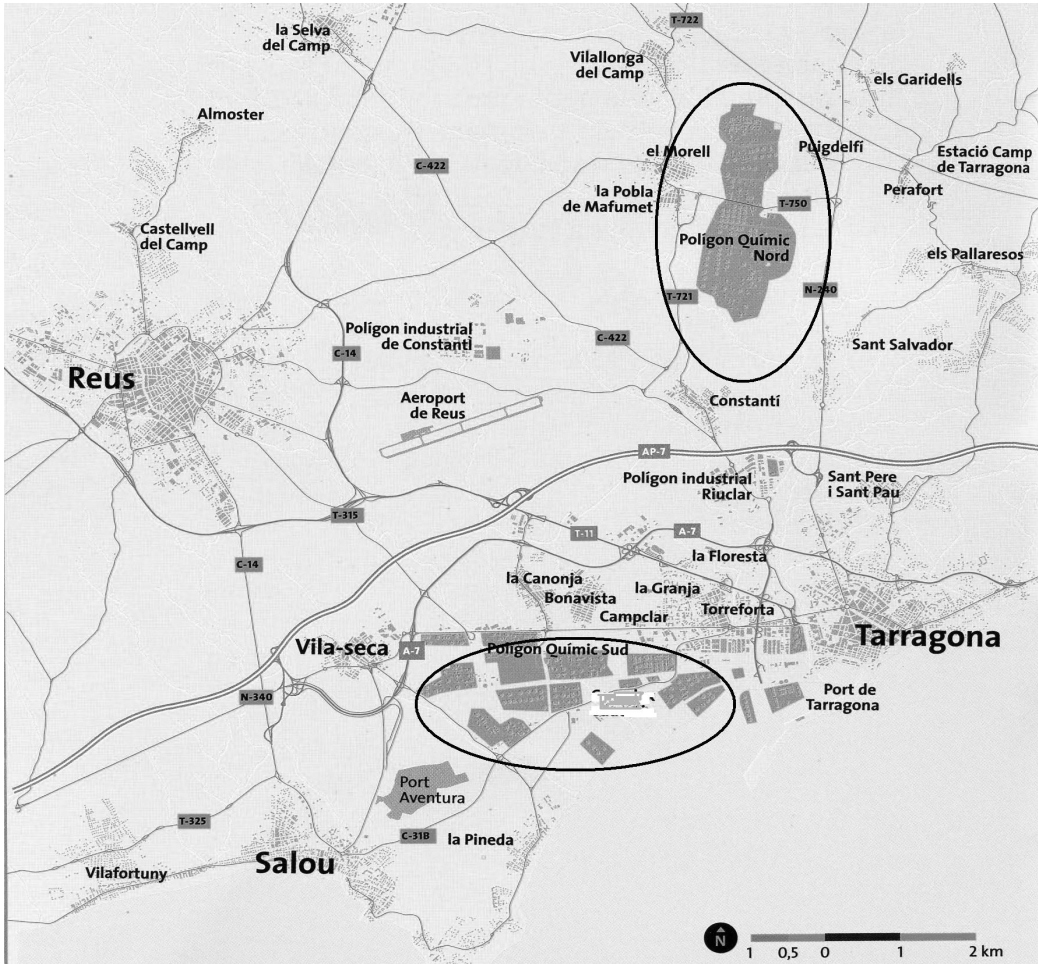 T-722
la Selva
del Camp
Vilallonga
del Camp
els Garidells
Almoster
el Morell
Puigdelfí
Estació Camp
de Tarragona
C-422
la Pobla
de Mafumet
T-750
Perafort
Castellvell
del Camp
Polígon Químic
Nord
els Pallaresos
T-721
N-240
Polígon industrial
de Constantí
C-422
Sant Salvador
C-14
Reus
Aeroport
de Reus
Constantí
AP-7
Polígon industrial
Riuclar
Sant Pere
i Sant Pau
T-315
T-11
A-7
la Floresta
C-14
la Canonja
Bonavista
la Granja
Campclar
Torreforta
Tarragona
Vila-seca
A-7
Polígon Químic Sud
N-340
Port de
Tarragona
Port
Aventura
T-325
C-31B
la Pineda
Salou
Vilafortuny
N
1 0,5 0 1 2 km